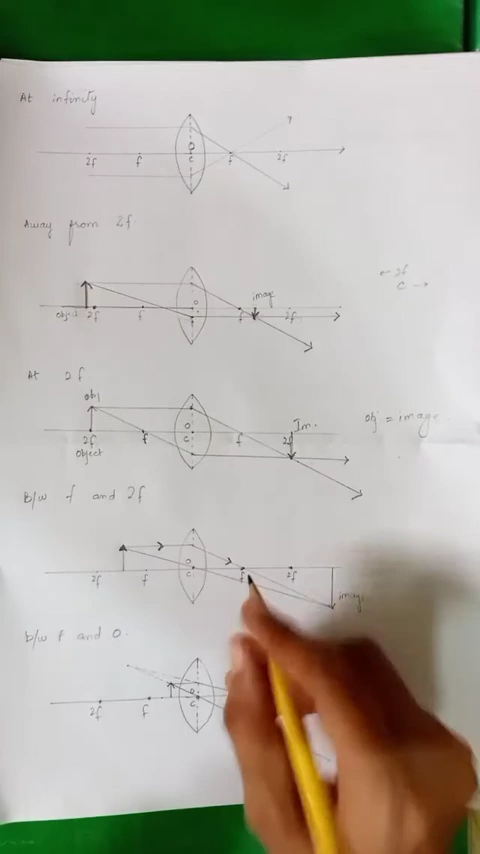 At infinity
?
O
2f f c f 2f
Away from 2f.
image
← 2f
c →
object 2f f f 2f
At 2f
obj
Im.
obj = image
O
2f f c f 2f
object
B/w f and 2f
O
2f f c f 2f
image
b/w f and O.
O
2f f c